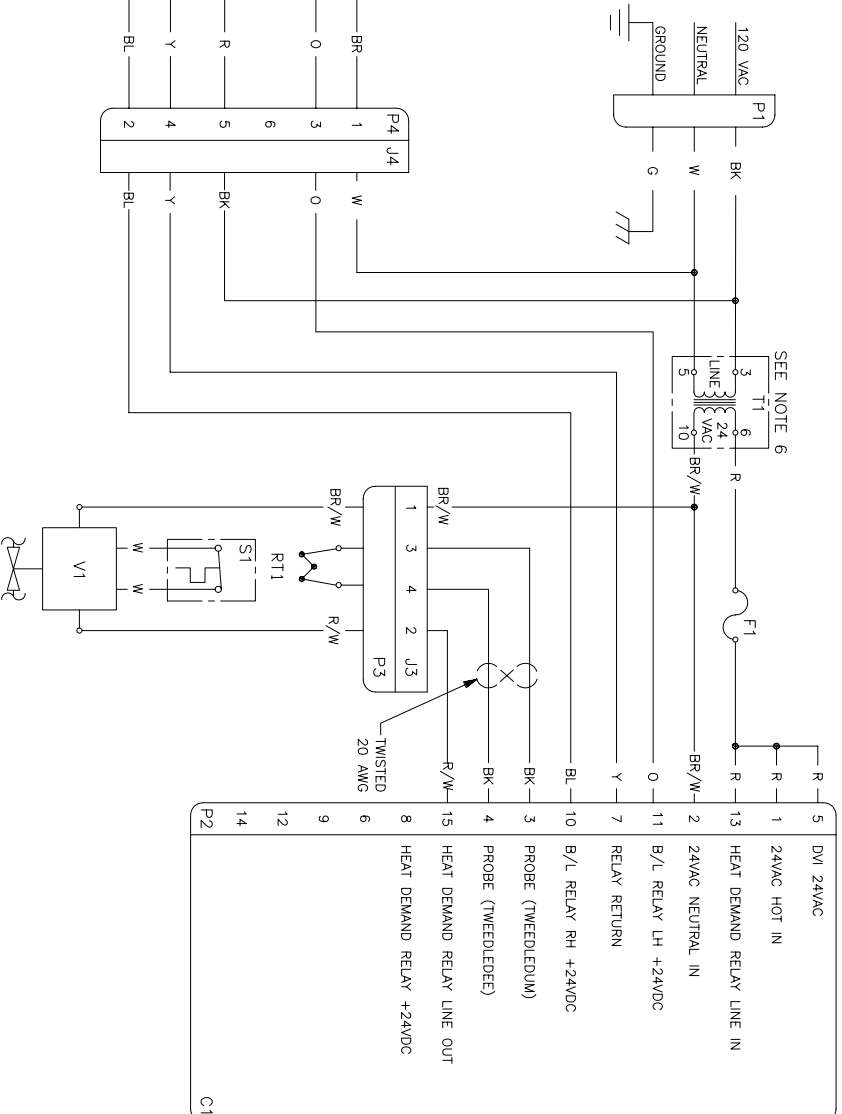 120 VAC
NEUTRAL
GROUND
P1
BK
W
G
BR
O
R
Y
BL
P4
J4
1
3
6
5
4
2
W
O
BK
Y
BL
SEE NOTE 6
T1
3
5
LINE
24
VAC
6
10
R
BR/W
F1
BR/W
BR/W
1
3
4
2
J3
P3
RT1
S1
W
W
V1
R/W
TWISTED
20 AWG
R
R
R
BR/W
O
Y
BL
BK
BK
R/W
5 DVI 24VAC
1 24VAC HOT IN
13 HEAT DEMAND RELAY LINE IN
2 24VAC NEUTRAL IN
11 B/L RELAY LH +24VDC
7 RELAY RETURN
10 B/L RELAY RH +24VDC
3 PROBE (TWEEDLEDUM)
4 PROBE (TWEEDLEDEE)
15 HEAT DEMAND RELAY LINE OUT
8 HEAT DEMAND RELAY +24VDC
6
9
12
14
P2
C1